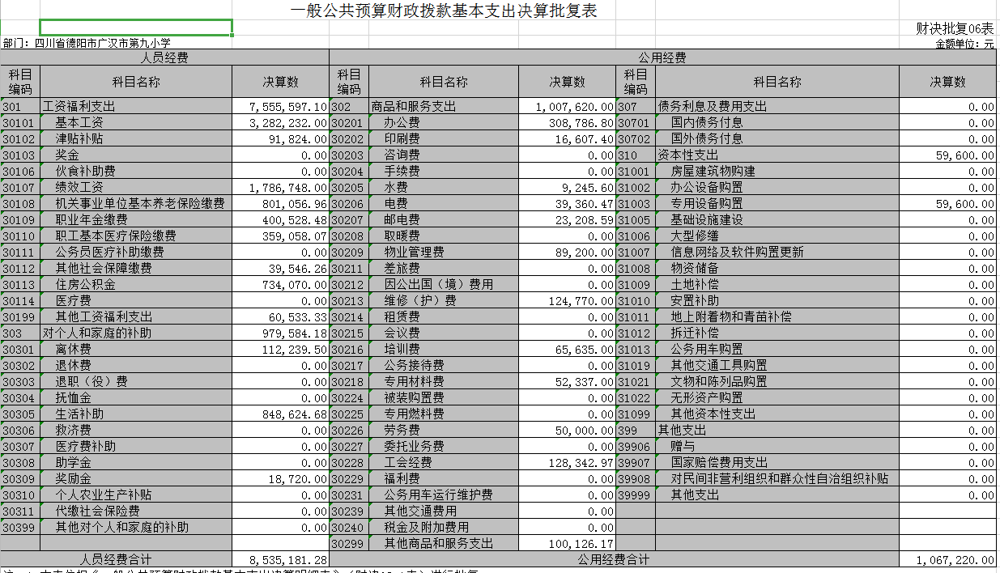 一般公共预算财政拨款基本支出决算批复表
财决批复06表
部门：四川省德阳市广汉市第九小学 金额单位：元
人员经费 公用经费
科目编码 科目名称 决算数 科目编码 科目名称 决算数 科目编码 科目名称 决算数
301 工资福利支出 7,555,597.10 302 商品和服务支出 1,007,620.00 307 债务利息及费用支出 0.00
30101 基本工资 3,282,232.00 30201 办公费 308,786.80 30701 国内债务付息 0.00
30102 津贴补贴 91,824.00 30202 印刷费 16,607.40 30702 国外债务付息 0.00
30103 奖金 0.00 30203 咨询费 0.00 310 资本性支出 59,600.00
30106 伙食补助费 0.00 30204 手续费 0.00 31001 房屋建筑物购建 0.00
30107 绩效工资 1,786,748.00 30205 水费 9,245.60 31002 办公设备购置 0.00
30108 机关事业单位基本养老保险缴费 801,056.96 30206 电费 39,360.47 31003 专用设备购置 59,600.00
30109 职业年金缴费 400,528.48 30207 邮电费 23,208.59 31005 基础设施建设 0.00
30110 职工基本医疗保险缴费 359,058.07 30208 取暖费 0.00 31006 大型修缮 0.00
30111 公务员医疗补助缴费 0.00 30209 物业管理费 89,200.00 31007 信息网络及软件购置更新 0.00
30112 其他社会保障缴费 39,546.26 30211 差旅费 0.00 31008 物资储备 0.00
30113 住房公积金 734,070.00 30212 因公出国（境）费用 0.00 31009 土地补偿 0.00
30114 医疗费 0.00 30213 维修（护）费 124,770.00 31010 安置补助 0.00
30199 其他工资福利支出 60,533.33 30214 租赁费 0.00 31011 地上附着物和青苗补偿 0.00
303 对个人和家庭的补助 979,584.18 30215 会议费 0.00 31012 拆迁补偿 0.00
30301 离休费 112,239.50 30216 培训费 65,635.00 31013 公务用车购置 0.00
30302 退休费 0.00 30217 公务接待费 0.00 31019 其他交通工具购置 0.00
30303 退职（役）费 0.00 30218 专用材料费 52,337.00 31021 文物和陈列品购置 0.00
30304 抚恤金 0.00 30224 被装购置费 0.00 31022 无形资产购置 0.00
30305 生活补助 848,624.68 30225 专用燃料费 0.00 31099 其他资本性支出 0.00
30306 救济费 0.00 30226 劳务费 50,000.00 399 其他支出 0.00
30307 医疗费补助 0.00 30227 委托业务费 0.00 39906 赠与 0.00
30308 助学金 0.00 30228 工会经费 128,342.97 39907 国家赔偿费用支出 0.00
30309 奖励金 18,720.00 30229 福利费 0.00 39908 对民间非营利组织和群众性自治组织补贴 0.00
30310 个人农业生产补贴 0.00 30231 公务用车运行维护费 0.00 39999 其他支出 0.00
30311 代缴社会保险费 0.00 30239 其他交通费用 0.00
30399 其他对个人和家庭的补助 0.00 30240 税金及附加费用 0.00
30299 其他商品和服务支出 100,126.17
人员经费合计 8,535,181.28 公用经费合计 1,067,220.00